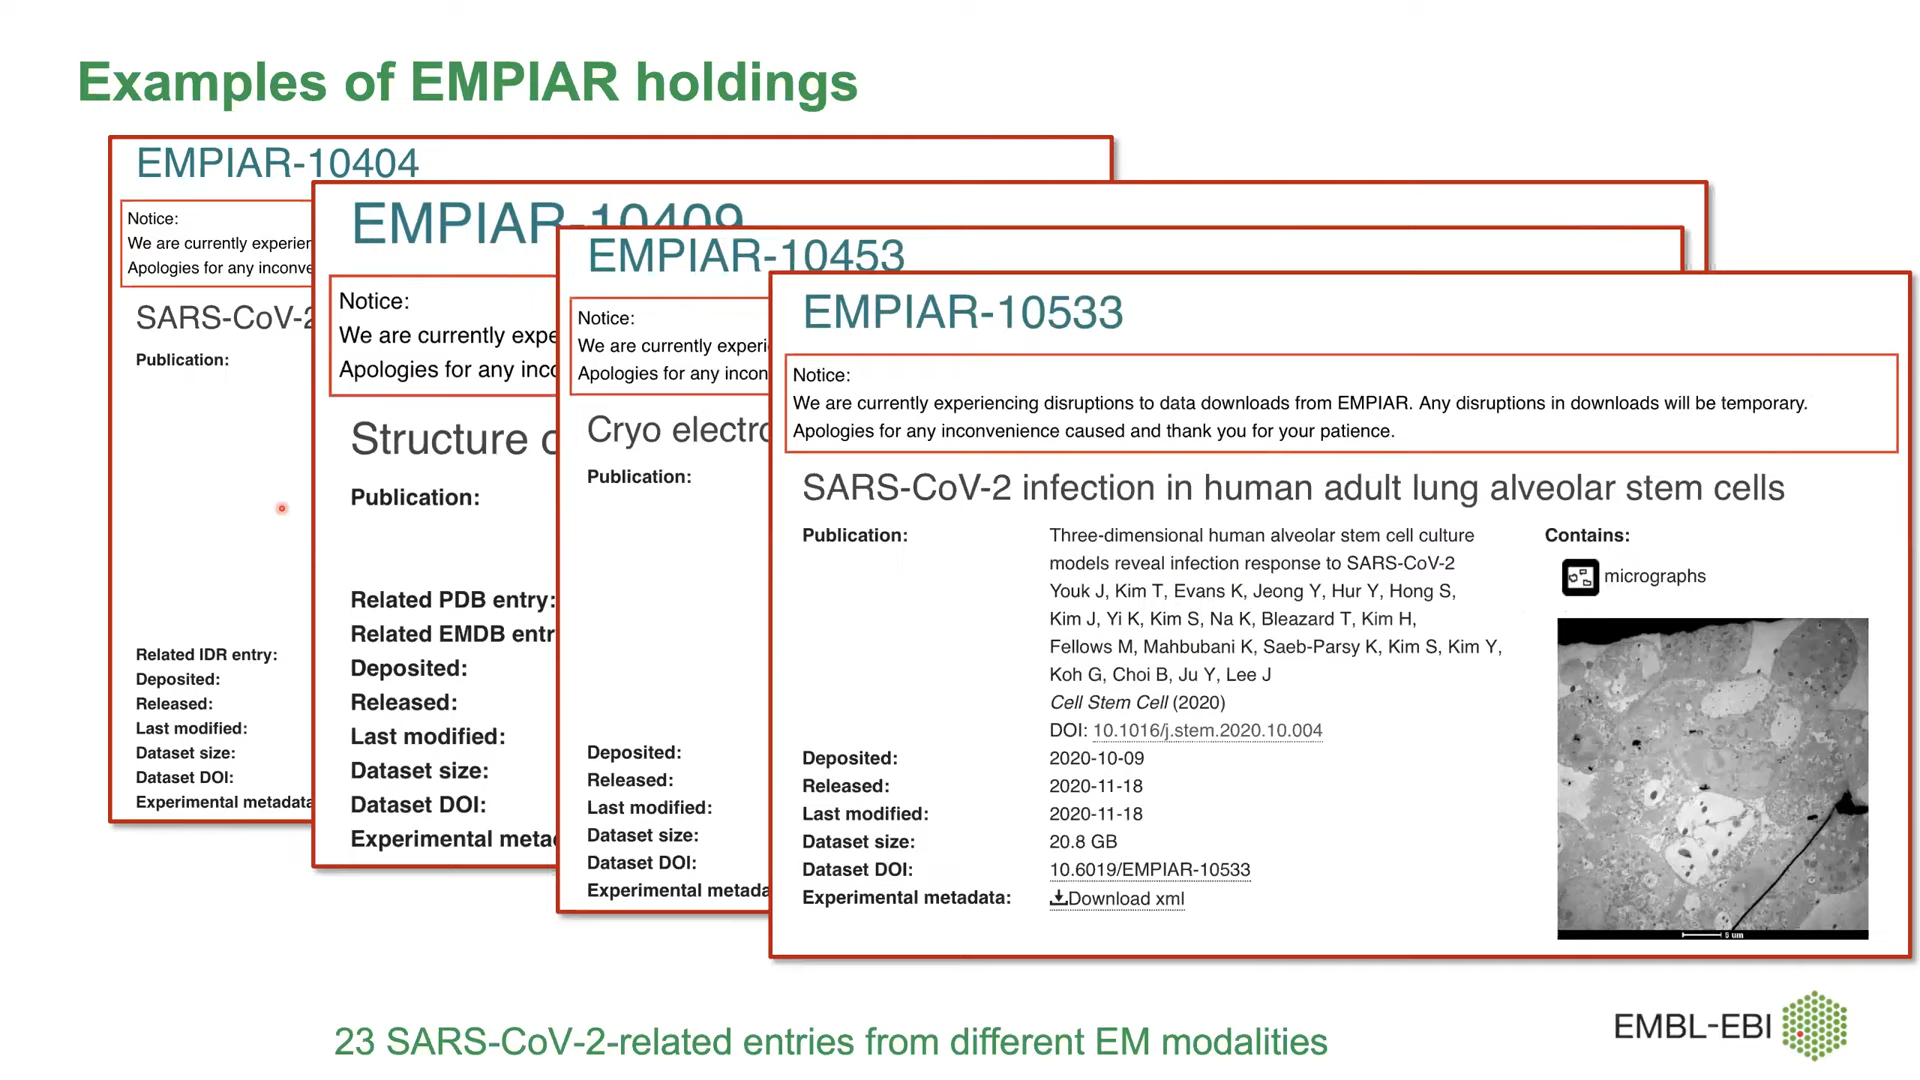 Examples of EMPIAR holdings
EMPIAR-10404
Notice:
We are currently
Apologies for any
SARS-CoV-2
Publication:
Related IDR entry:
Deposited:
Released:
Last modified:
Dataset size:
Dataset DOI:
Experimental metadata
EMPIAR-10409
Notice:
We are currently
Apologies for any
Structure
Publication:
Related PDB entry:
Related EMDB
Deposited:
Released:
Last modified:
Dataset size:
Dataset DOI:
Experimental
EMPIAR-10453
Notice:
We are currently
Apologies for any
Cryo
Publication:
Deposited:
Released:
Last modified:
Dataset size:
Dataset DOI:
Experimental
EMPIAR-10533
Notice:
We are currently experiencing disruptions to data downloads from EMPIAR. Any disruptions in downloads will be temporary.
Apologies for any inconvenience caused and thank you for your patience.
SARS-CoV-2 infection in human adult lung alveolar stem cells
Publication:
Three-dimensional human alveolar stem cell culture
models reveal infection response to SARS-CoV-2
Youk J, Kim T, Evans K, Jeong Y, Hur Y, Hong S,
Kim J, Yi K, Kim S, Na K, Bleazard T, Kim H,
Fellows M, Mahbubani K, Saeb-Parsy K, Kim S, Kim Y,
Koh G, Choi B, Ju Y, Lee J
Cell Stem Cell (2020)
DOI: 10.1016/j.stem.2020.10.004
Deposited: 2020-10-09
Released: 2020-11-18
Last modified: 2020-11-18
Dataset size: 20.8 GB
Dataset DOI: 10.6019/EMPIAR-10533
Experimental metadata: Download xml
Contains:
micrographs
5 um
23 SARS-CoV-2-related entries from different EM modalities
EMBL-EBI